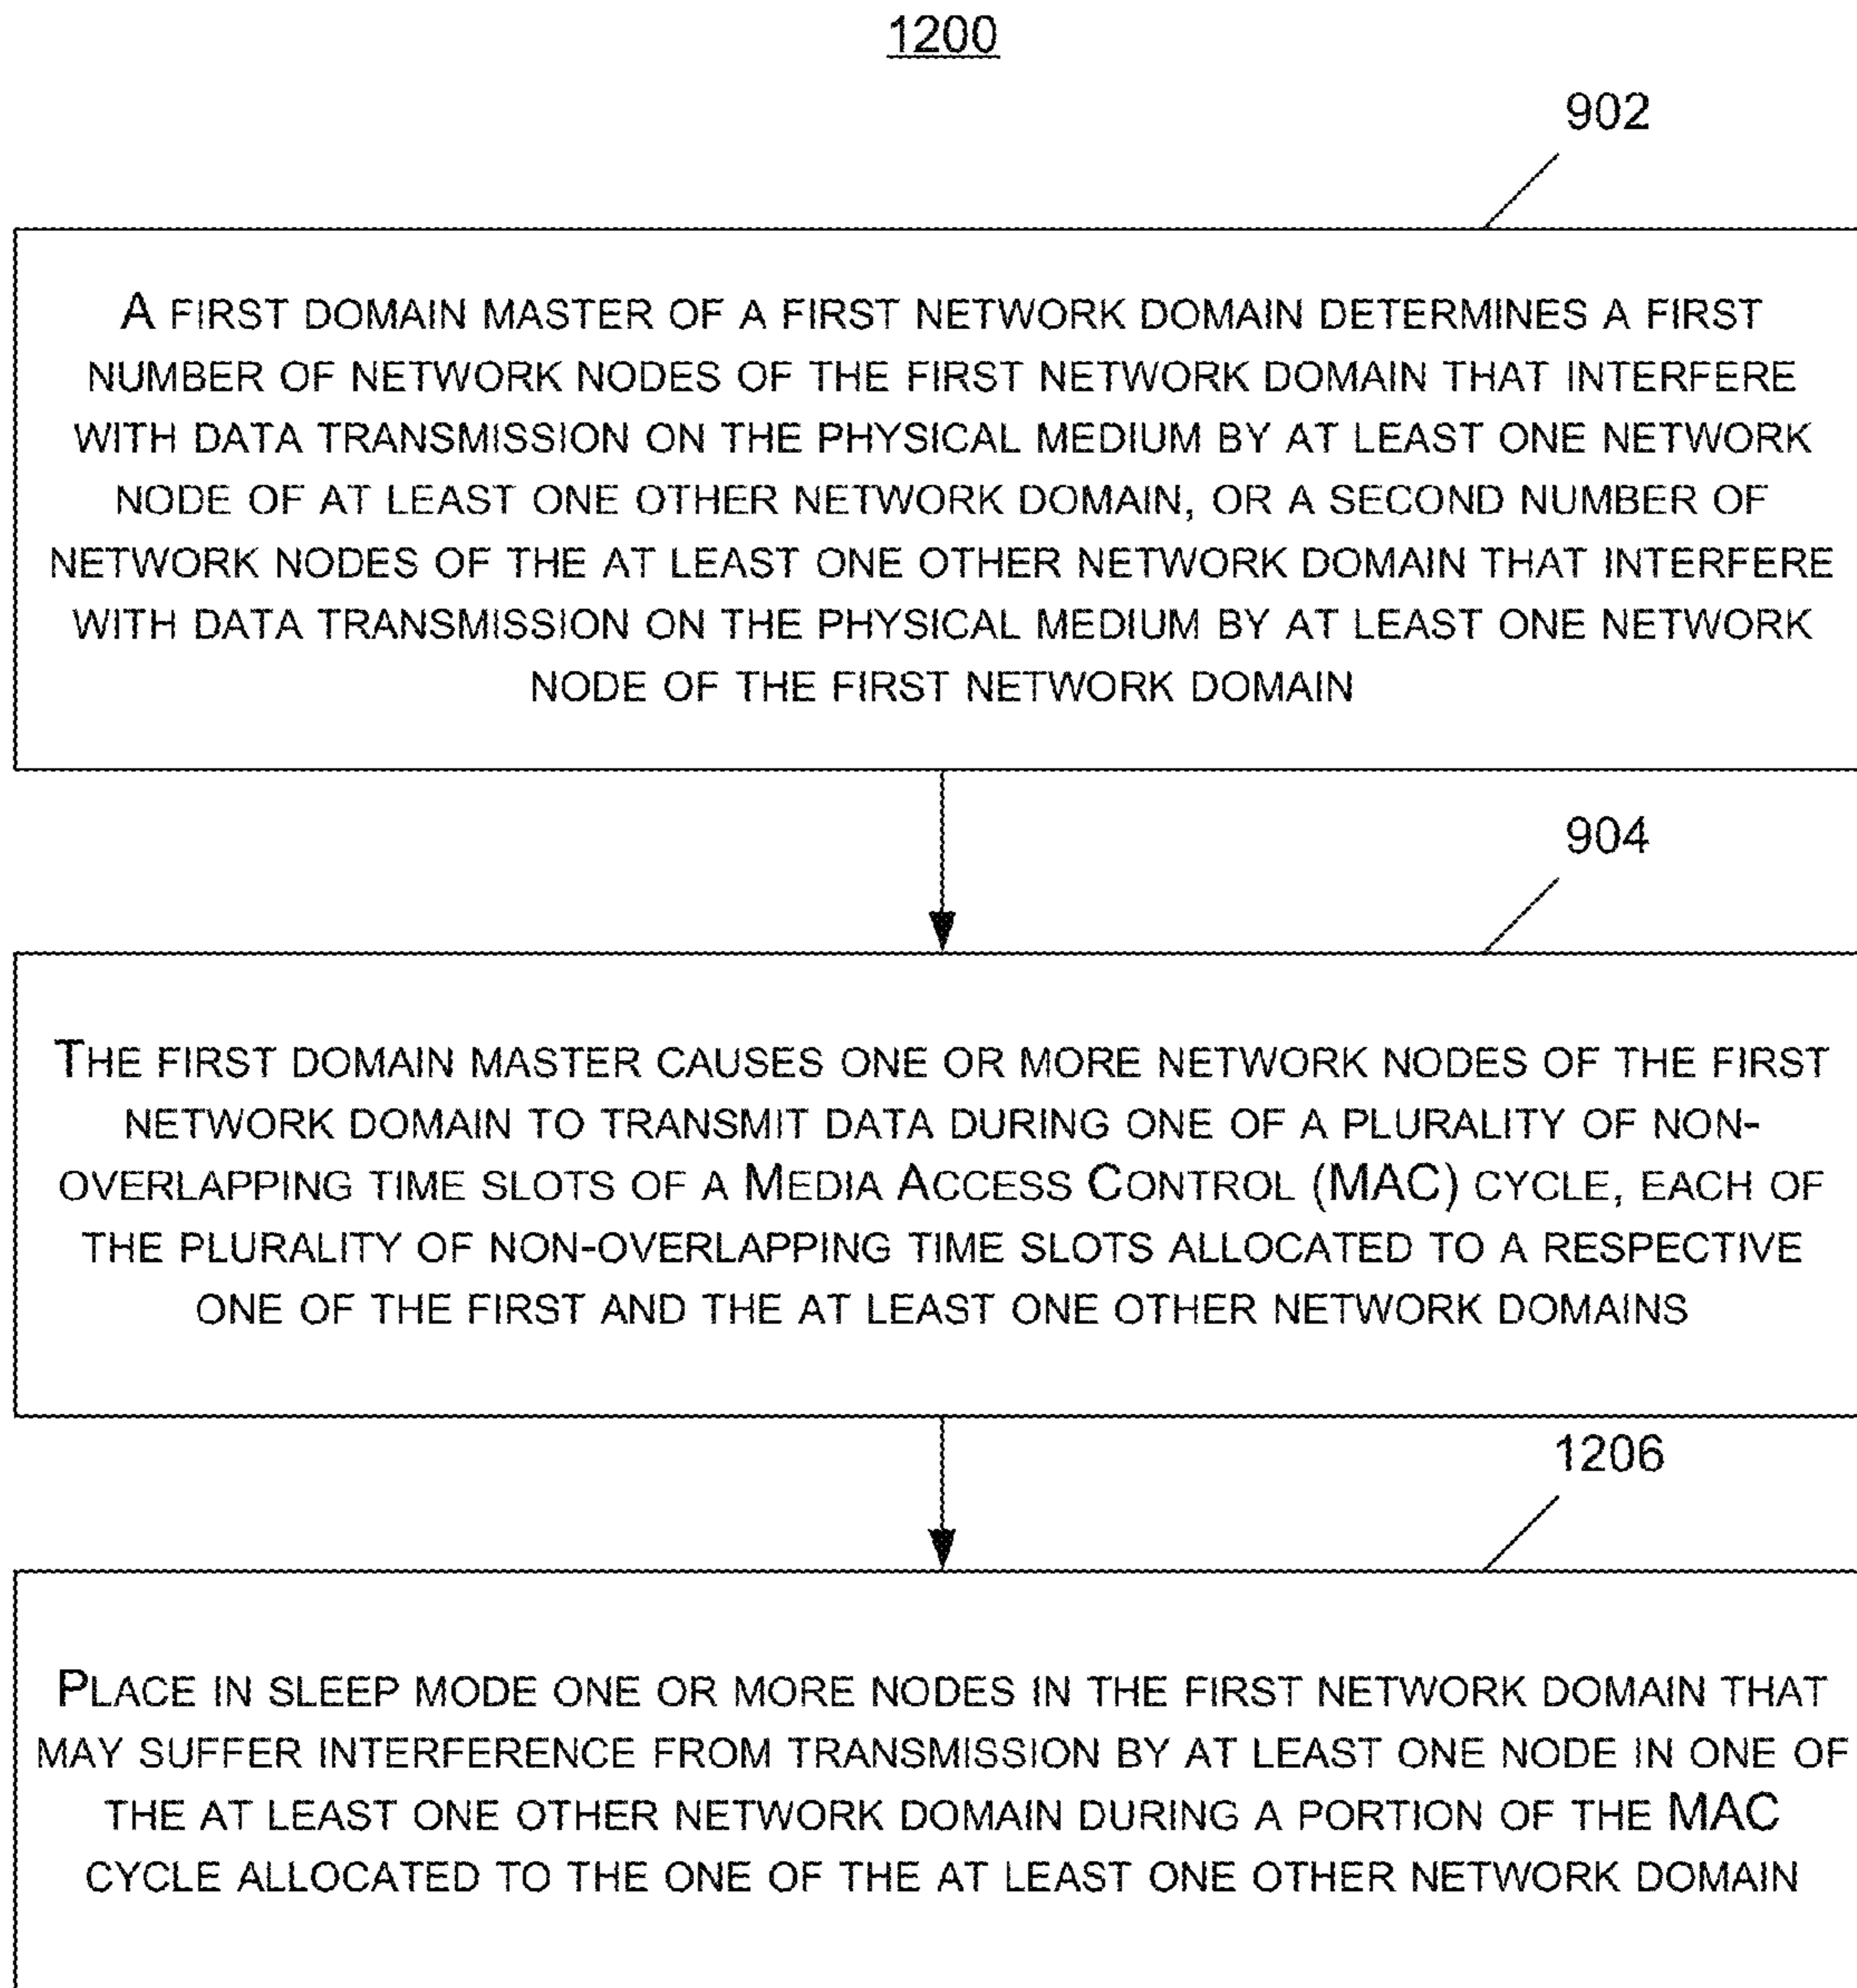 1200
902
A FIRST DOMAIN MASTER OF A FIRST NETWORK DOMAIN DETERMINES A FIRST
NUMBER OF NETWORK NODES OF THE FIRST NETWORK DOMAIN THAT INTERFERE
WITH DATA TRANSMISSION ON THE PHYSICAL MEDIUM BY AT LEAST ONE NETWORK
NODE OF AT LEAST ONE OTHER NETWORK DOMAIN, OR A SECOND NUMBER OF
NETWORK NODES OF THE AT LEAST ONE OTHER NETWORK DOMAIN THAT INTERFERE
WITH DATA TRANSMISSION ON THE PHYSICAL MEDIUM BY AT LEAST ONE NETWORK
NODE OF THE FIRST NETWORK DOMAIN
904
THE FIRST DOMAIN MASTER CAUSES ONE OR MORE NETWORK NODES OF THE FIRST
NETWORK DOMAIN TO TRANSMIT DATA DURING ONE OF A PLURALITY OF NON-
OVERLAPPING TIME SLOTS OF A MEDIA ACCESS CONTROL (MAC) CYCLE, EACH OF
THE PLURALITY OF NON-OVERLAPPING TIME SLOTS ALLOCATED TO A RESPECTIVE
ONE OF THE FIRST AND THE AT LEAST ONE OTHER NETWORK DOMAINS
1206
PLACE IN SLEEP MODE ONE OR MORE NODES IN THE FIRST NETWORK DOMAIN THAT
MAY SUFFER INTERFERENCE FROM TRANSMISSION BY AT LEAST ONE NODE IN ONE OF
THE AT LEAST ONE OTHER NETWORK DOMAIN DURING A PORTION OF THE MAC
CYCLE ALLOCATED TO THE ONE OF THE AT LEAST ONE OTHER NETWORK DOMAIN